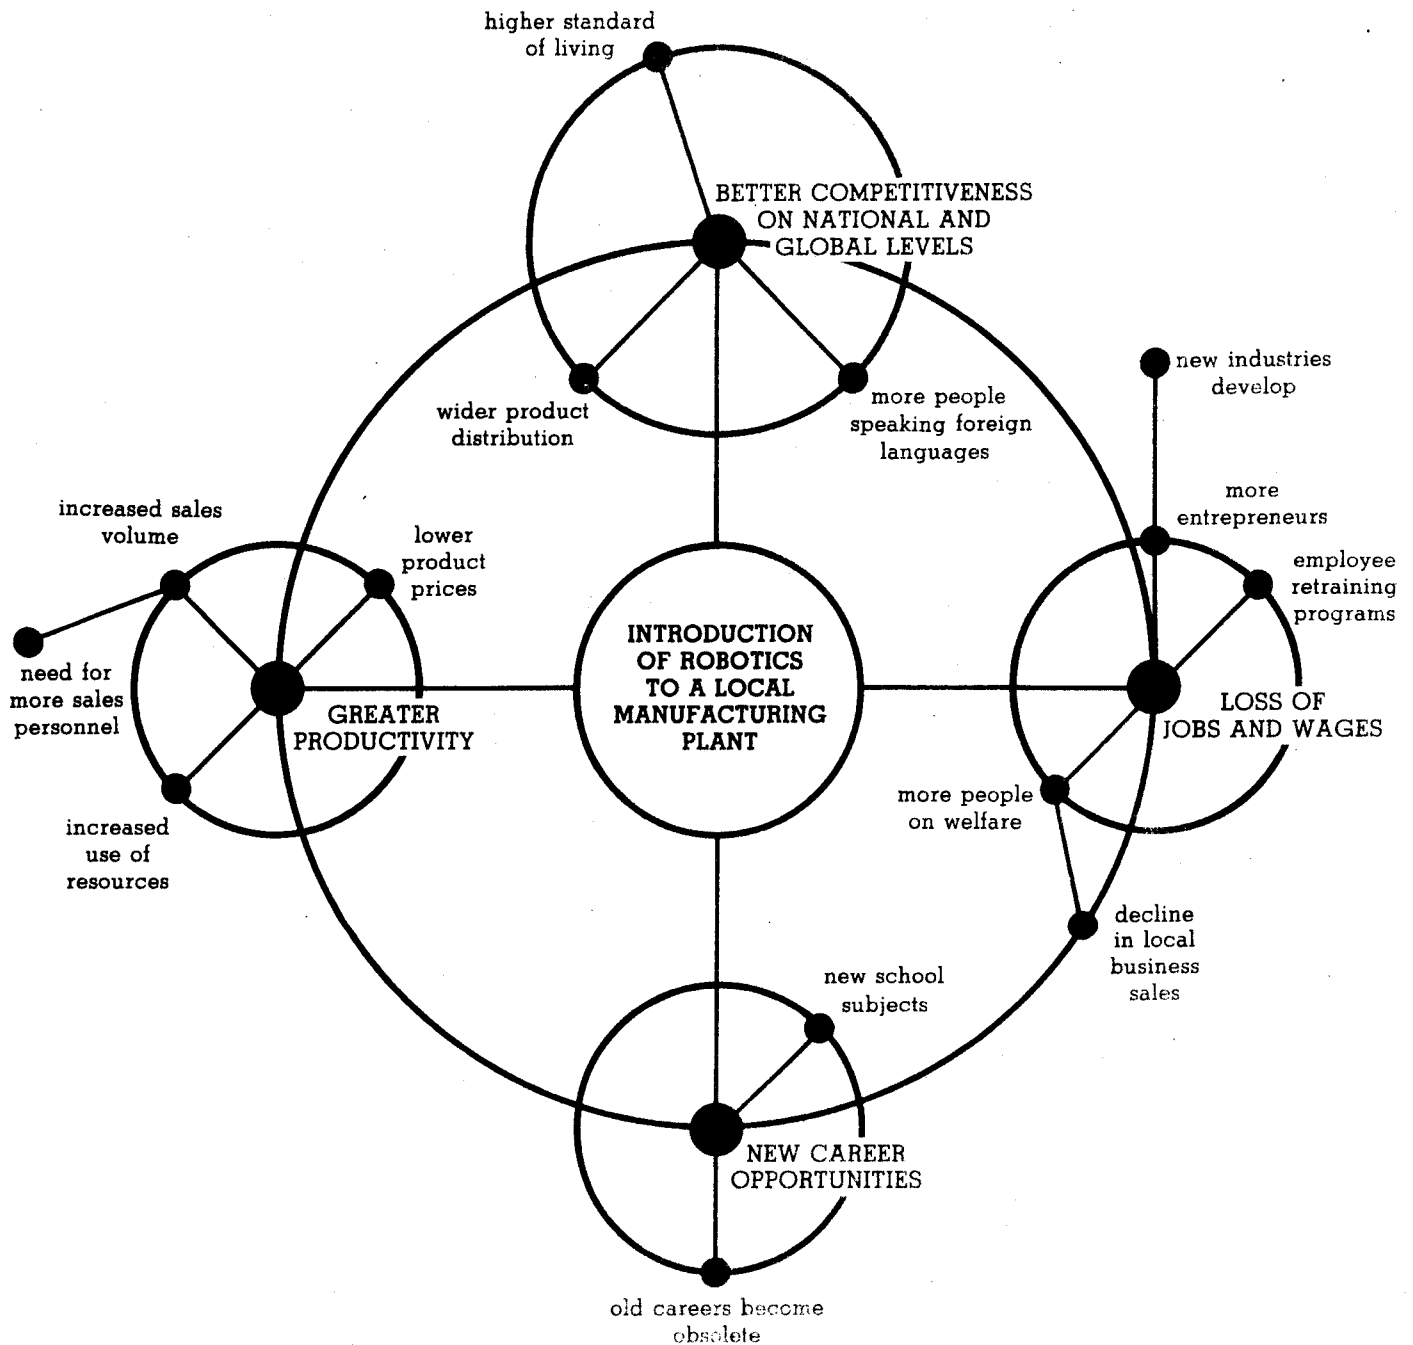 higher standard
of living
BETTER COMPETITIVENESS
ON NATIONAL AND
GLOBAL LEVELS
wider product
distribution
more people
speaking foreign
languages
new industries
develop
increased sales
volume
lower
product
prices
more
entrepreneurs
employee
retraining
programs
need for
more sales
personnel
GREATER
PRODUCTIVITY
INTRODUCTION
OF ROBOTICS
TO A LOCAL
MANUFACTURING
PLANT
LOSS OF
JOBS AND WAGES
increased
use of
resources
more people
on welfare
decline
in local
business
sales
new school
subjects
NEW CAREER
OPPORTUNITIES
old careers become
obsolete